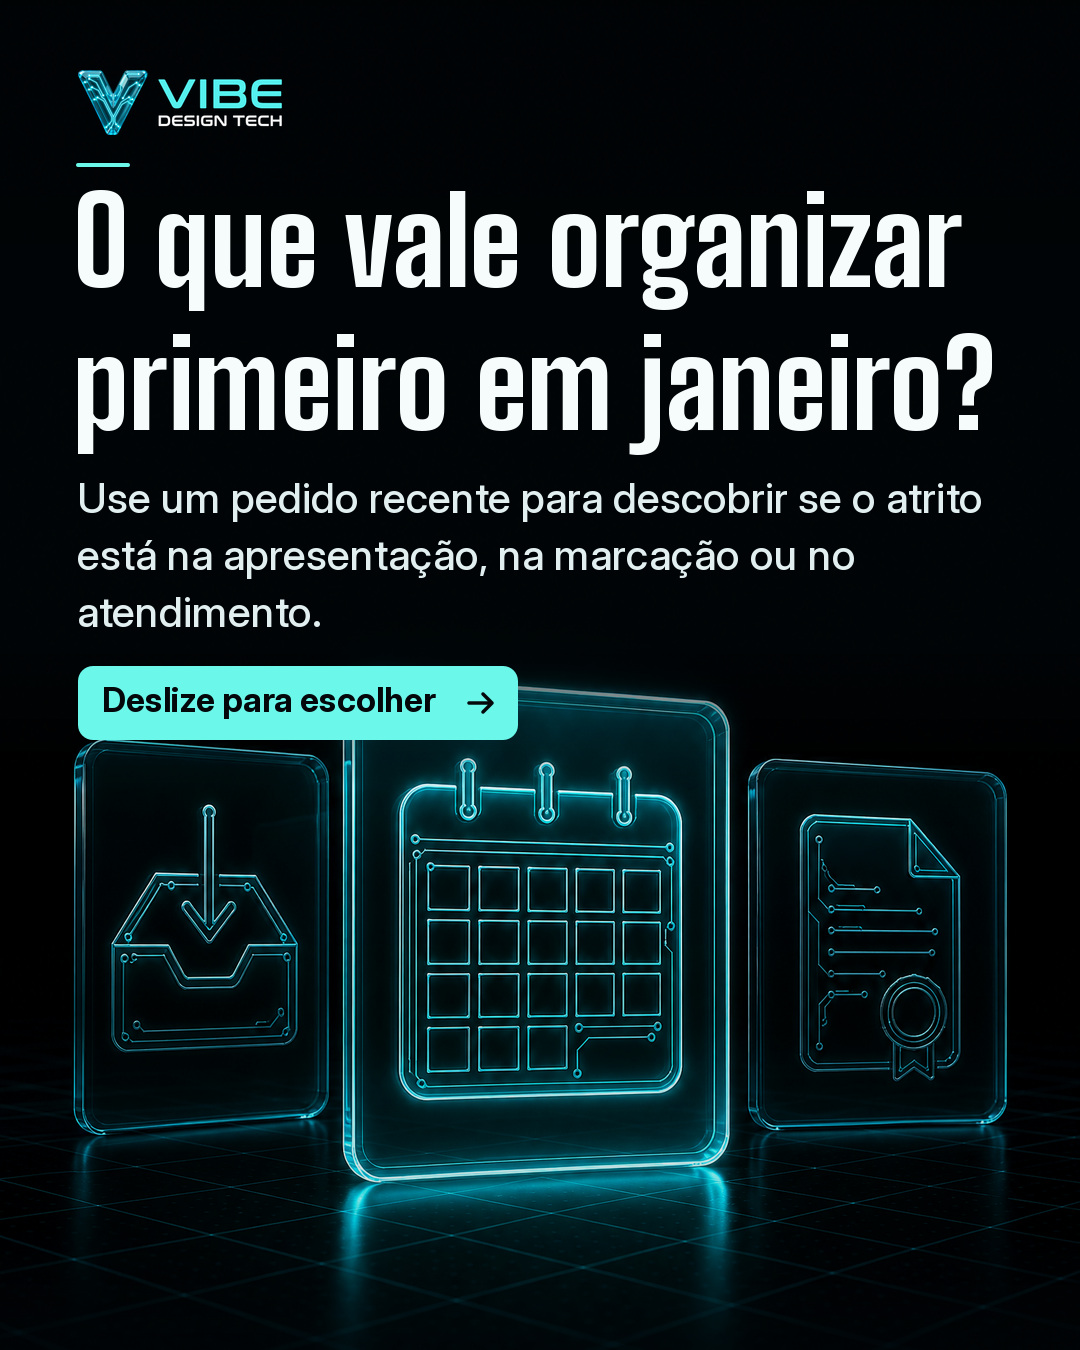 VIBE
DESIGN TECH
O que vale organizar
primeiro em janeiro?
Use um pedido recente para descobrir se o atrito
está na apresentação, na marcação ou no
atendimento.
Deslize para escolher →